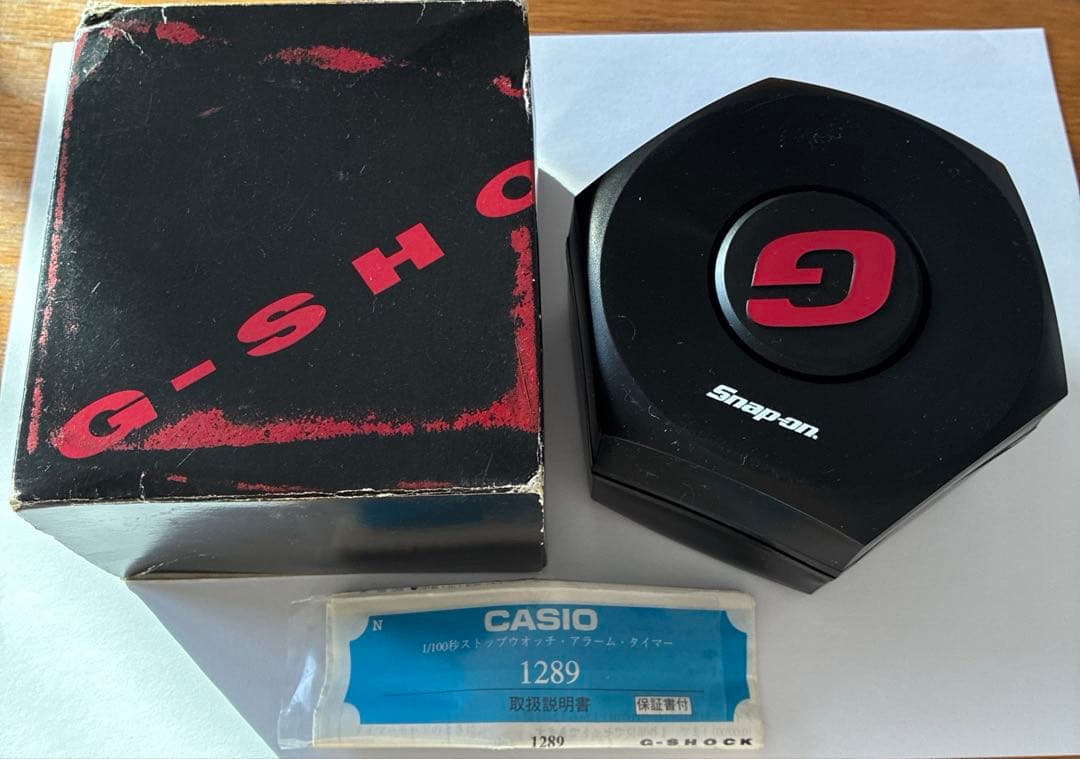 G-SHO
G
Snap-on
N
CASIO
1/100秒ストップウオッチ・アラーム・タイマー
1289
取扱説明書
保証書付
1289
G-SHOCK